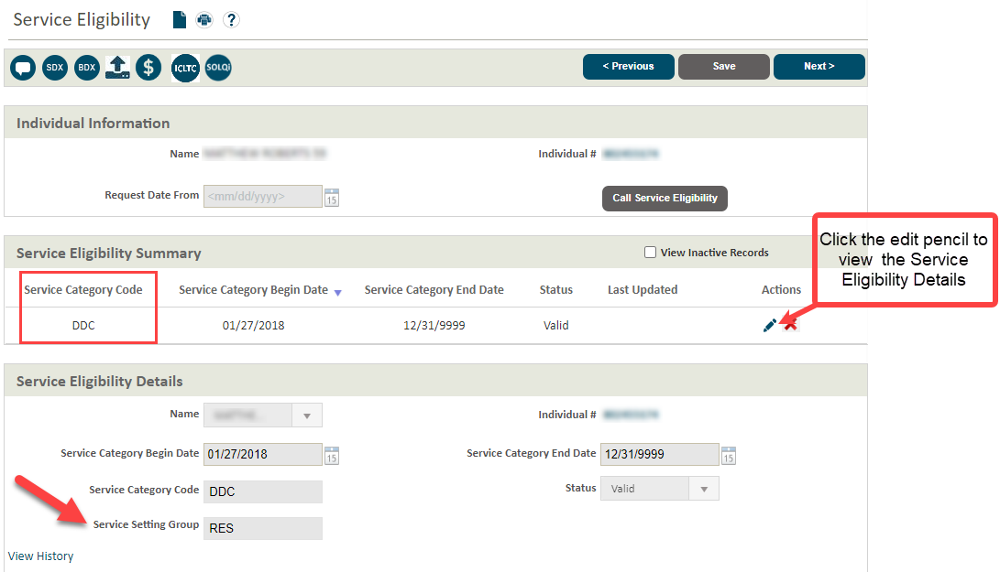 Service Eligibility ?
SDX BDX $ ICLTC SOLQi < Previous Save Next >
Individual Information
Name Individual #
Request Date From <mm/dd/yyyy> 15 Call Service Eligibility
Service Eligibility Summary View Inactive Records
Click the edit pencil to
view the Service
Eligibility Details
Service Category Code Service Category Begin Date Service Category End Date Status Last Updated Actions
DDC 01/27/2018 12/31/9999 Valid
Service Eligibility Details
Name Individual #
Service Category Begin Date 01/27/2018 15 Service Category End Date 12/31/9999 15
Service Category Code DDC Status Valid
Service Setting Group RES
View History